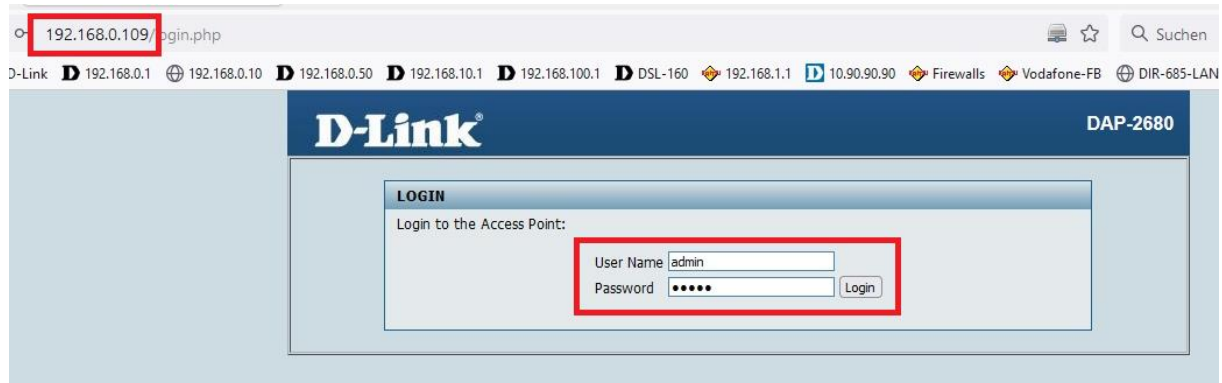 192.168.0.109/login.php Suchen
D-Link 192.168.0.1 192.168.0.10 192.168.0.50 192.168.10.1 192.168.100.1 DSL-160 192.168.1.1 10.90.90.90 Firewalls Vodafone-FB DIR-685-LAN
D-Link® DAP-2680
LOGIN
Login to the Access Point:
User Name admin
Password ••••• Login